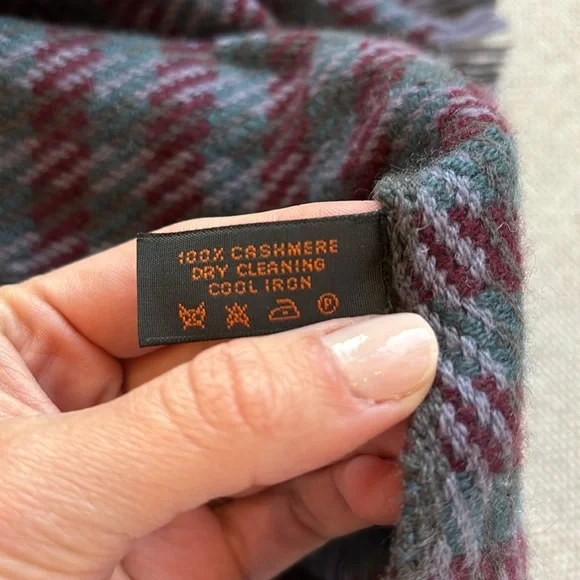 100% CASHMERE
DRY CLEANING
COOL IRON
P